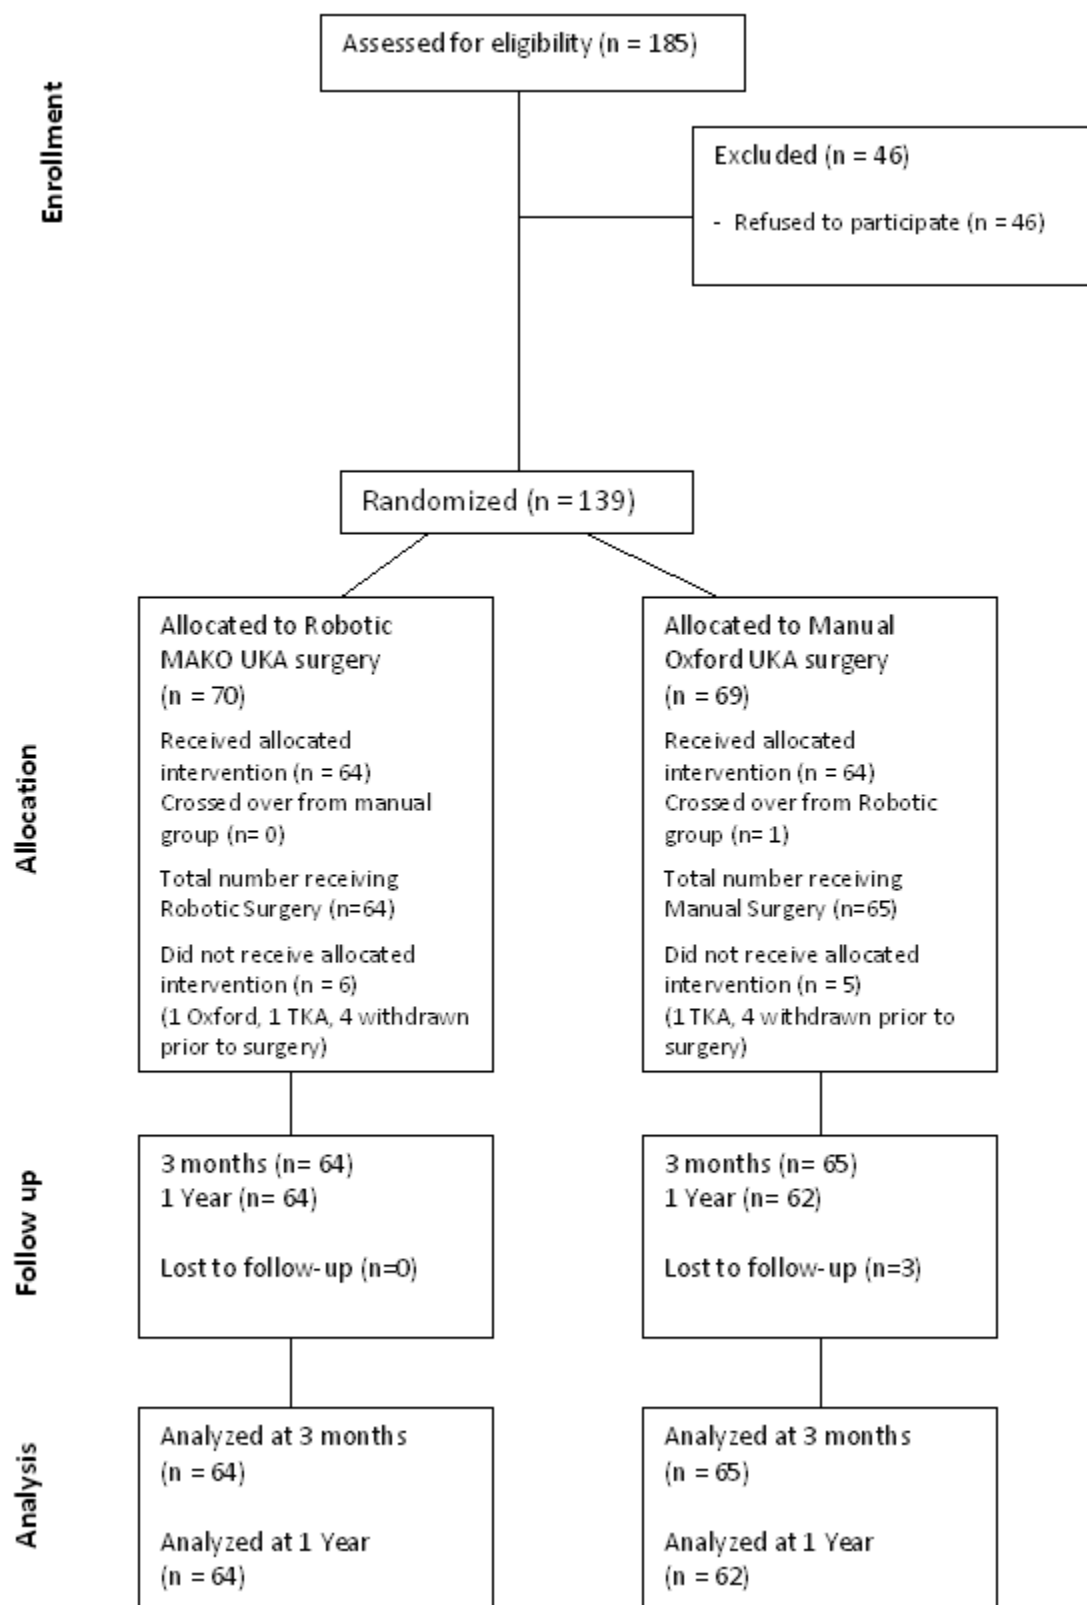 Assessed for eligibility (n = 185)
Enrollment
Excluded (n = 46)
- Refused to participate (n = 46)
Randomized (n = 139)
Allocation
Allocated to Robotic
MAKO UKA surgery
(n = 70)
Received allocated
intervention (n = 64)
Crossed over from manual
group (n= 0)
Total number receiving
Robotic Surgery (n=64)
Did not receive allocated
intervention (n = 6)
(1 Oxford, 1 TKA, 4 withdrawn
prior to surgery)
Allocated to Manual
Oxford UKA surgery
(n = 69)
Received allocated
intervention (n = 64)
Crossed over from Robotic
group (n= 1)
Total number receiving
Manual Surgery (n=65)
Did not receive allocated
intervention (n = 5)
(1 TKA, 4 withdrawn prior to
surgery)
Follow up
3 months (n= 64)
1 Year (n= 64)
Lost to follow-up (n=0)
3 months (n= 65)
1 Year (n= 62)
Lost to follow-up (n=3)
Analysis
Analyzed at 3 months
(n = 64)
Analyzed at 1 Year
(n = 64)
Analyzed at 3 months
(n = 65)
Analyzed at 1 Year
(n = 62)